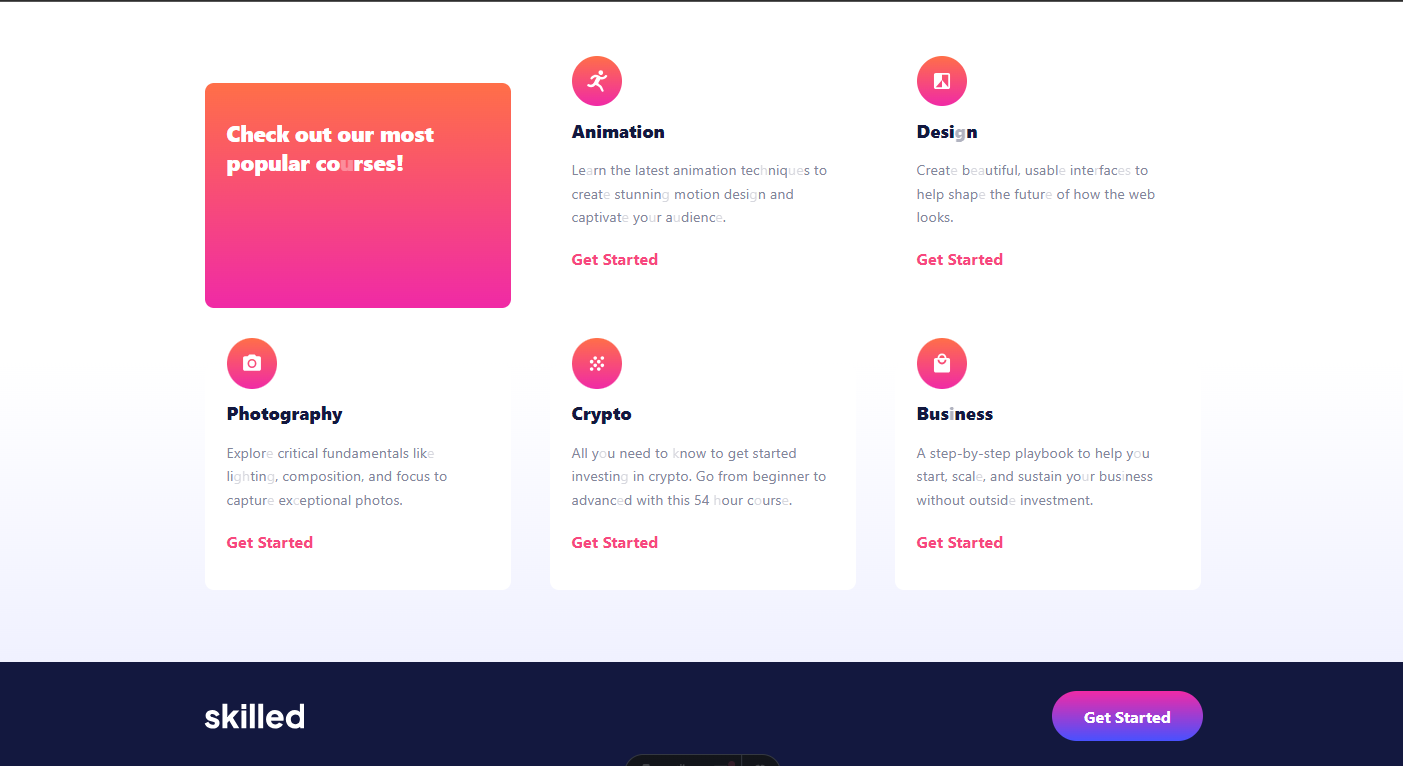 Check out our most
popular courses!
Animation
Learn the latest animation techniques to
create stunning motion design and
captivate your audience.
Get Started
Design
Create beautiful, usable interfaces to
help shape the future of how the web
looks.
Get Started
Photography
Explore critical fundamentals like
lighting, composition, and focus to
capture exceptional photos.
Get Started
Crypto
All you need to know to get started
investing in crypto. Go from beginner to
advanced with this 54 hour course.
Get Started
Business
A step-by-step playbook to help you
start, scale, and sustain your business
without outside investment.
Get Started
skilled
Get Started